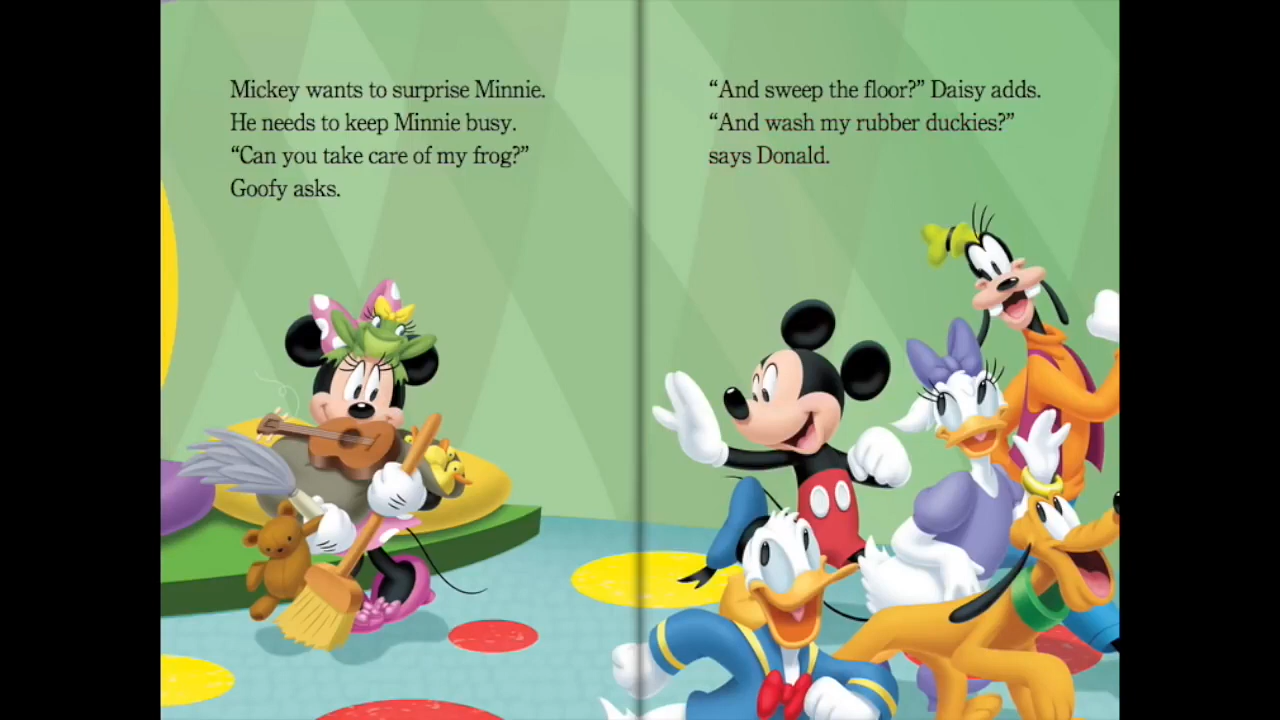 Mickey wants to surprise Minnie.
He needs to keep Minnie busy.
“Can you take care of my frog?”
Goofy asks.
“And sweep the floor?” Daisy adds.
“And wash my rubber duckies?”
says Donald.